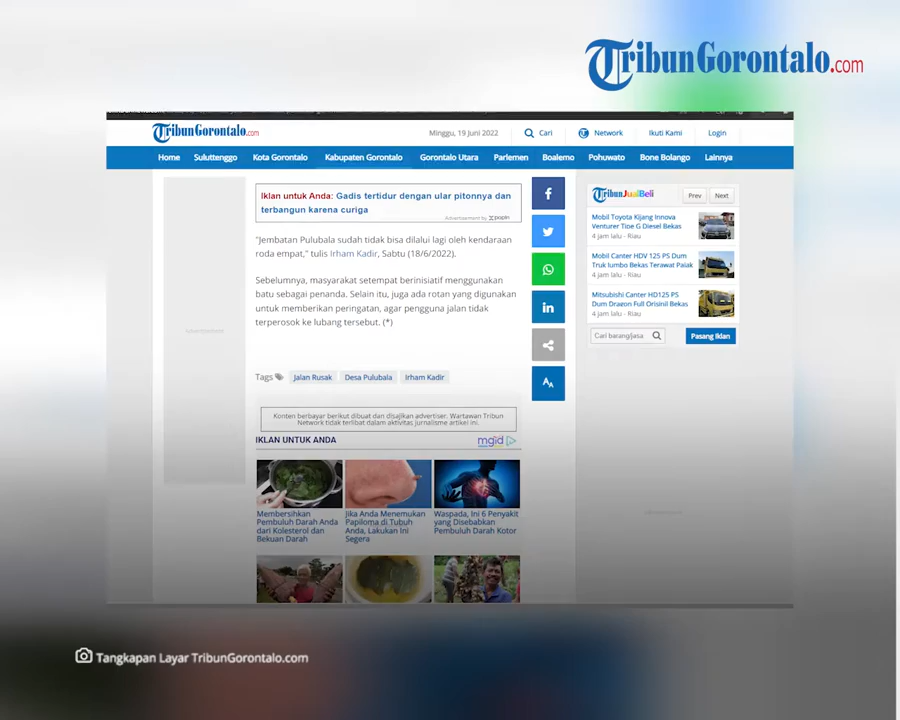 TribunGorontalo.com
TribunGorontalo.com
Minggu, 19 Juni 2022
Cari
Network
Ikuti Kami
Login
Home
Suluttenggo
Kota Gorontalo
Kabupaten Gorontalo
Gorontalo Utara
Parlemen
Boalemo
Pohuwato
Bone Bolango
Lainnya
Iklan untuk Anda: Gadis tertidur dengan ular pitonnya dan
terbangun karena curiga
Advertisement by popin
"Jembatan Pulubala sudah tidak bisa dilalui lagi oleh kendaraan
roda empat," tulis Irham Kadir, Sabtu (18/6/2022).
Sebelumnya, masyarakat setempat berinisiatif menggunakan
batu sebagai penanda. Selain itu, juga ada rotan yang digunakan
untuk memberikan peringatan, agar pengguna jalan tidak
terperosok ke lubang tersebut. (*)
Tags
Jalan Rusak
Desa Pulubala
Irham Kadir
Konten berbayar berikut dibuat dan disajikan advertiser. Wartawan Tribun
Network tidak terlibat dalam aktivitas jurnalisme artikel ini.
IKLAN UNTUK ANDA
mgid
Membersihkan
Pembuluh Darah Anda
dari Kolesterol dan
Bekuan Darah
Jika Anda Menemukan
Papiloma di Tubuh
Anda, Lakukan Ini
Segera
Waspada, Ini 6 Penyakit
yang Disebabkan
Pembuluh Darah Kotor
TribunJualBeli
Prev
Next
Mobil Toyota Kijang Innova
Venturer Tipe G Diesel Bekas
4 jam lalu - Riau
Mobil Canter HDV 125 PS Dum
Truk Jumbo Bekas Terawat Palak
4 jam lalu - Riau
Mitsubishi Canter HD125 PS
Dum Dragon Full Orisinil Bekas
4 jam lalu - Riau
Cari barang/jasa
Pasang Iklan
Tangkapan Layar TribunGorontalo.com